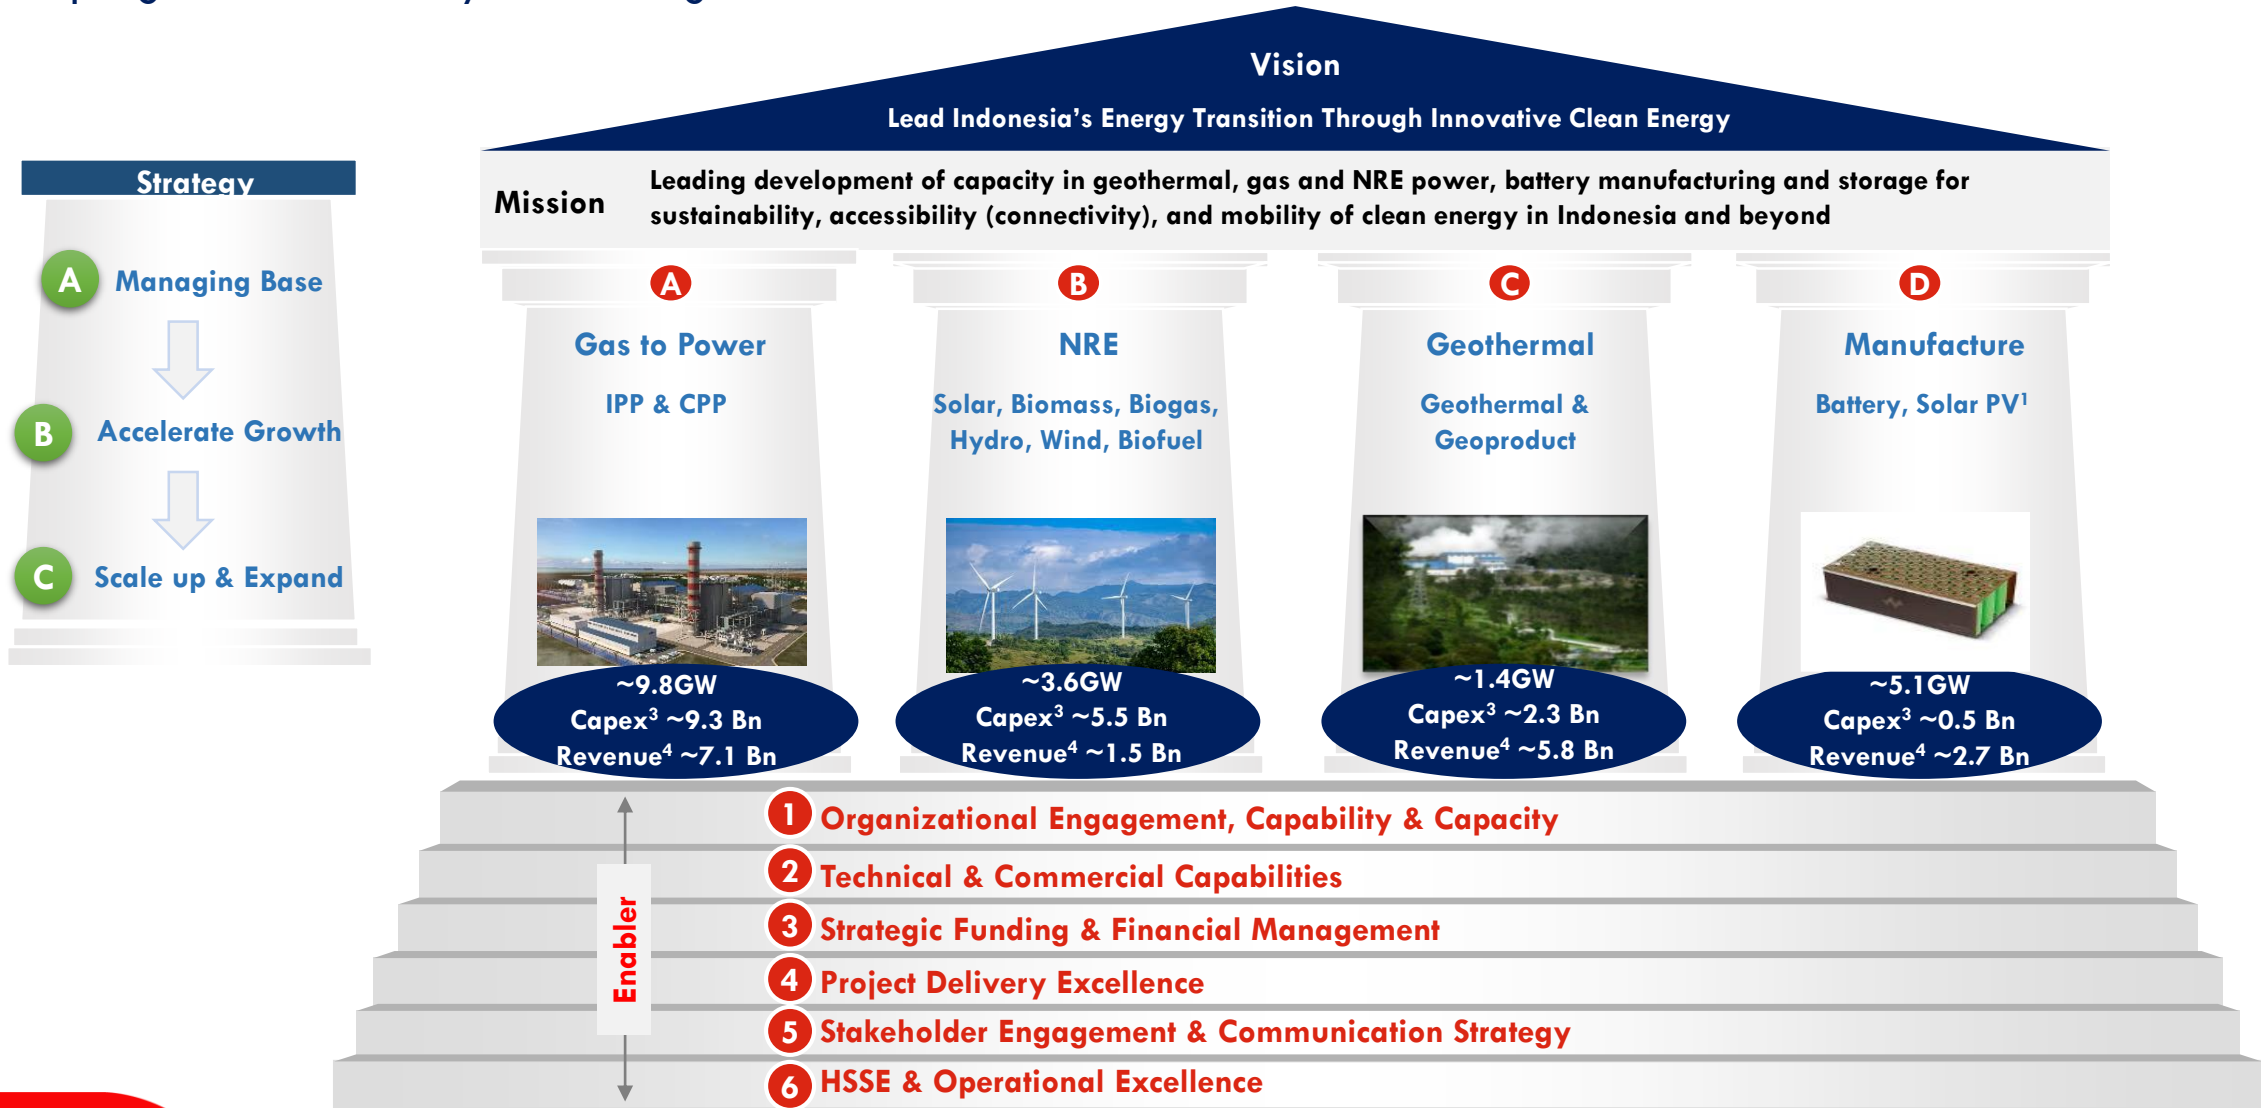 Vision
Lead Indonesia's Energy Transition Through Innovative Clean Energy
Mission
Leading development of capacity in geothermal, gas and NRE power, battery manufacturing and storage for
sustainability, accessibility (connectivity), and mobility of clean energy in Indonesia and beyond
Strategy
A Managing Base
B Accelerate Growth
C Scale up & Expand
A
Gas to Power
IPP & CPP
~9.8GW
Capex³ ~9.3 Bn
Revenue⁴ ~7.1 Bn
B
NRE
Solar, Biomass, Biogas,
Hydro, Wind, Biofuel
~3.6GW
Capex³ ~5.5 Bn
Revenue⁴ ~1.5 Bn
C
Geothermal
Geothermal &
Geoproduct
~1.4GW
Capex³ ~2.3 Bn
Revenue⁴ ~5.8 Bn
D
Manufacture
Battery, Solar PV¹
~5.1GW
Capex³ ~0.5 Bn
Revenue⁴ ~2.7 Bn
Enabler
1 Organizational Engagement, Capability & Capacity
2 Technical & Commercial Capabilities
3 Strategic Funding & Financial Management
4 Project Delivery Excellence
5 Stakeholder Engagement & Communication Strategy
6 HSSE & Operational Excellence